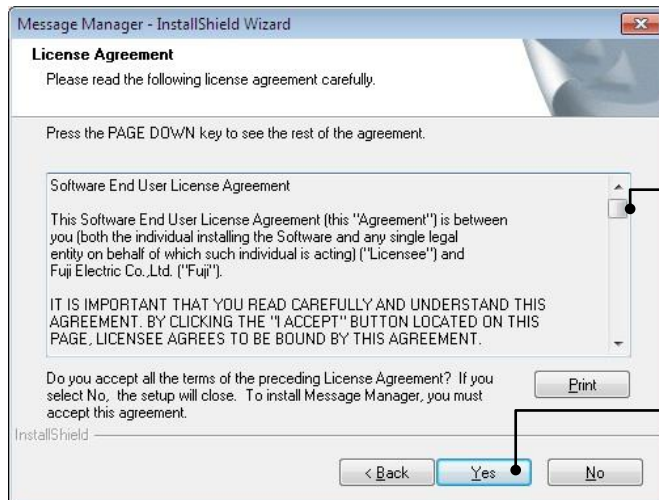 Message Manager - InstallShield Wizard
License Agreement
Please read the following license agreement carefully.
Press the PAGE DOWN key to see the rest of the agreement.
Software End User License Agreement
This Software End User License Agreement (this "Agreement") is between
you (both the individual installing the Software and any single legal
entity on behalf of which such individual is acting) ("Licensee") and
Fuji Electric Co.,Ltd. ("Fuji").
IT IS IMPORTANT THAT YOU READ CAREFULLY AND UNDERSTAND THIS
AGREEMENT. BY CLICKING THE "I ACCEPT" BUTTON LOCATED ON THIS
PAGE, LICENSEE AGREES TO BE BOUND BY THIS AGREEMENT.
Do you accept all the terms of the preceding License Agreement? If you
select No, the setup will close. To install Message Manager, you must
accept this agreement.
Print
InstallShield
< Back
Yes
No